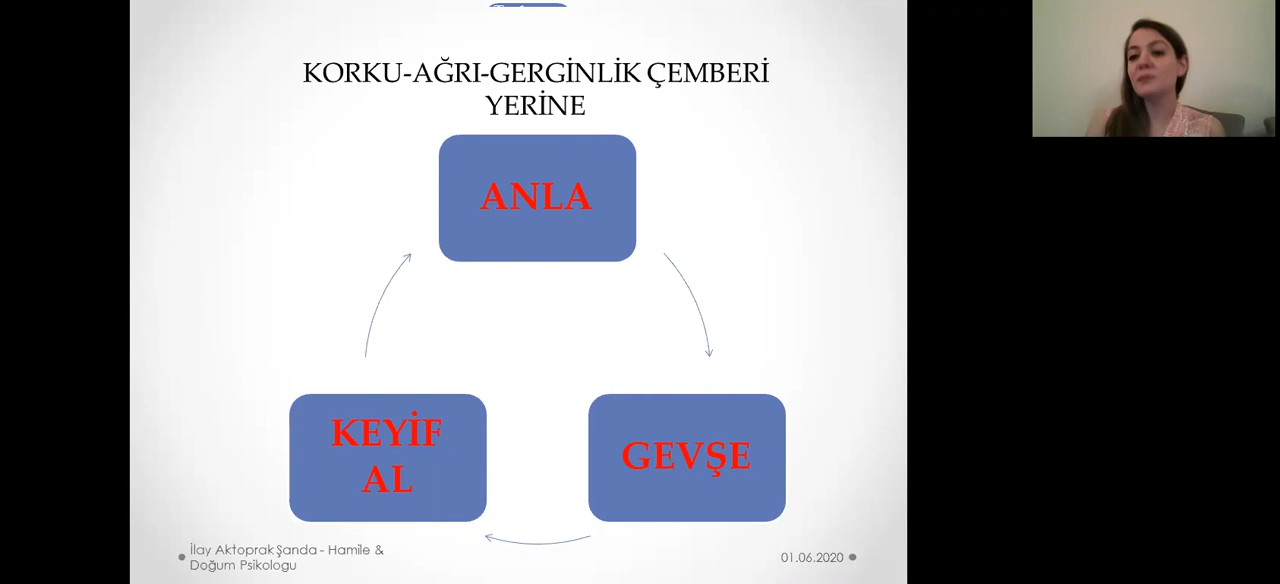 KORKU-AĞRI-GERGİNLİK ÇEMBERİ
YERİNE
ANLA
KEYİF
AL
GEVŞE
İlay Aktoprak Şanda - Hamile &
Doğum Psikologu
01.06.2020